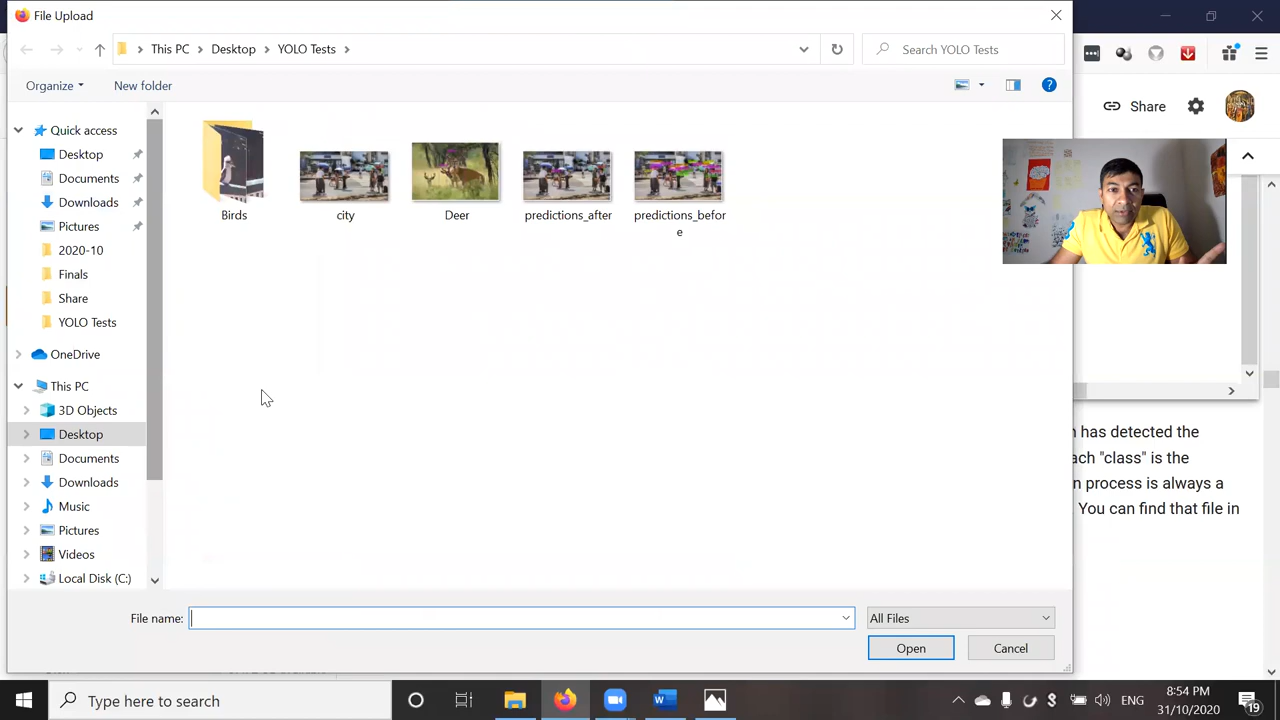 File Upload
This PC
Desktop
YOLO Tests
Search YOLO Tests
Organize
New folder
Share
Quick access
Desktop
Documents
Downloads
Pictures
2020-10
Finals
Share
YOLO Tests
OneDrive
This PC
3D Objects
Desktop
Documents
Downloads
Music
Pictures
Videos
Local Disk (C:)
Birds
city
Deer
predictions_after
predictions_befor
e
has detected the
ach "class" is the
n process is always a
You can find that file in
File name:
All Files
Open
Cancel
Type here to search
ENG
8:54 PM
31/10/2020
19